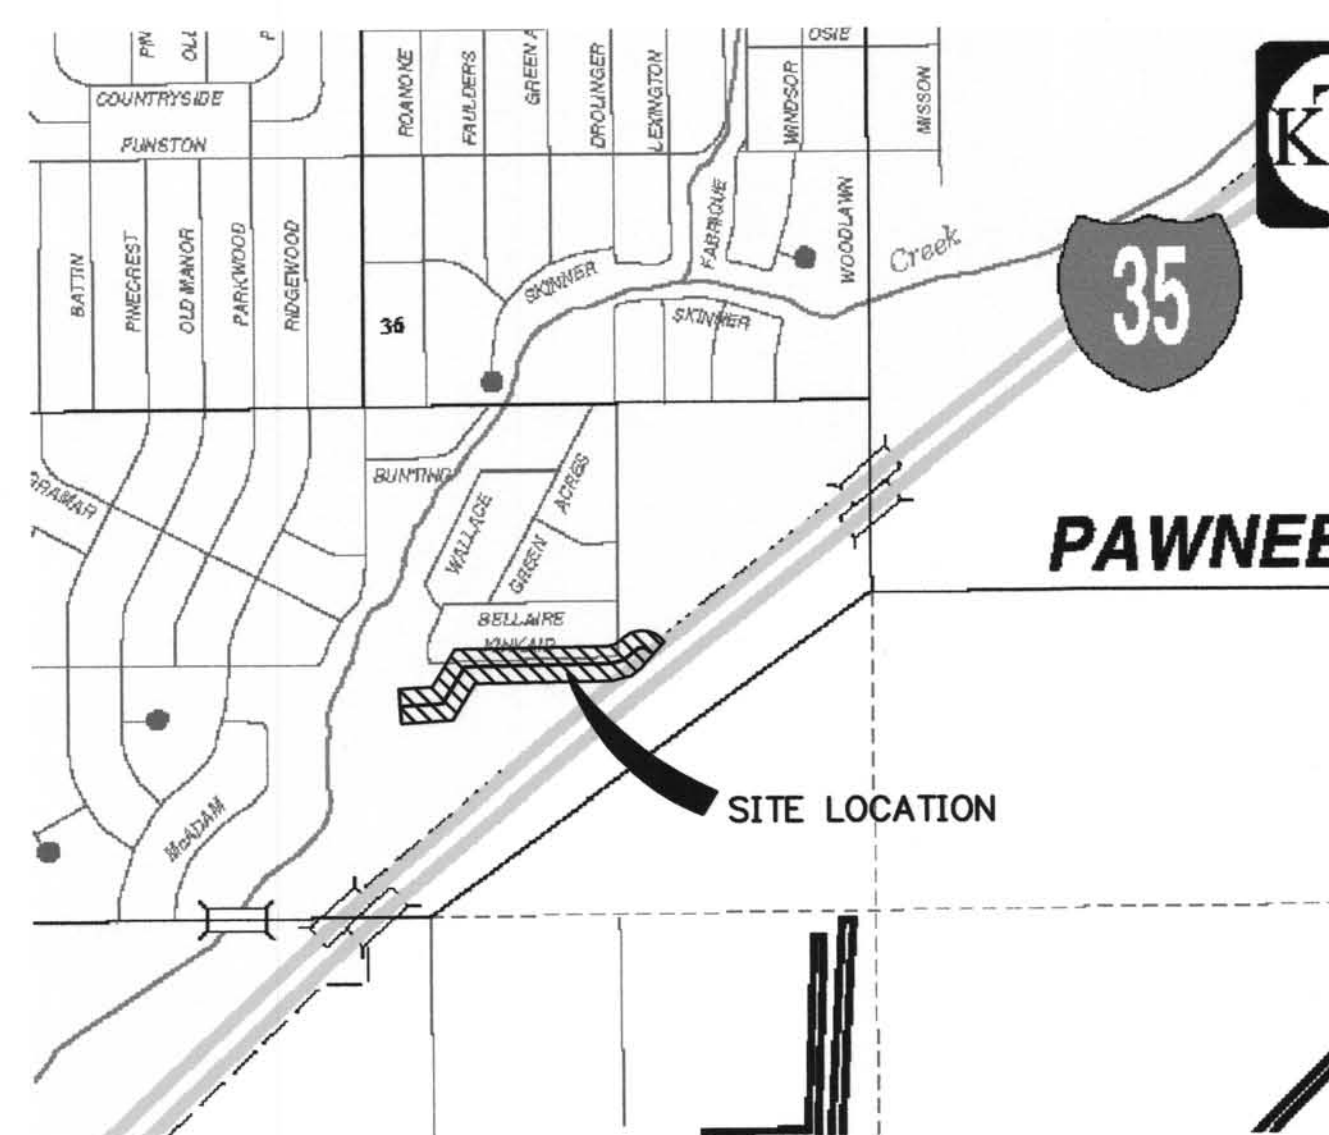 OSIE
COUNTRYSIDE
FUNSTON
ROANOKE
FAULDERS
DROLINGER
LEXINGTON
WINDSOR
MISSON
BATTIN
PINECREST
OLD MANOR
PARKWOOD
RIDGEWOOD
36
SKINNER
FABRIQUE
WOODLAWN
Creek
35
SKINNER
BUNTING
WALLACE
GREEN ACRES
PAWNEE
BELLAIRE
SITE LOCATION
McADAM